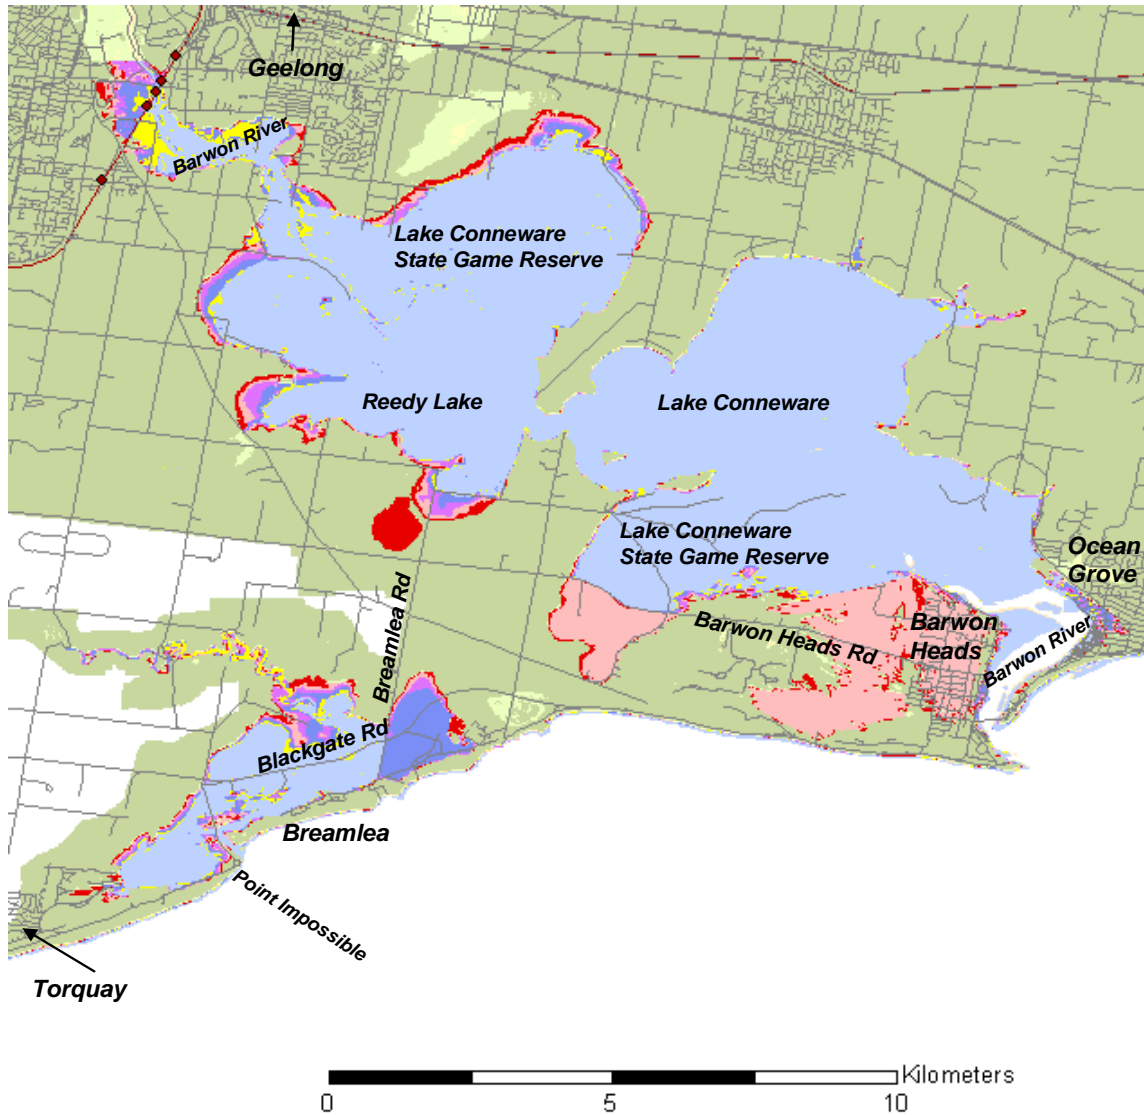 Geelong
Barwon River
Lake Conneware
State Game Reserve
Reedy Lake
Lake Conneware
Lake Conneware
State Game Reserve
Ocean
Grove
Breamlea Rd
Barwon Heads Rd
Barwon
Heads
Barwon River
Blackgate Rd
Breamlea
Point Impossible
Torquay
Kilometers
0
5
10